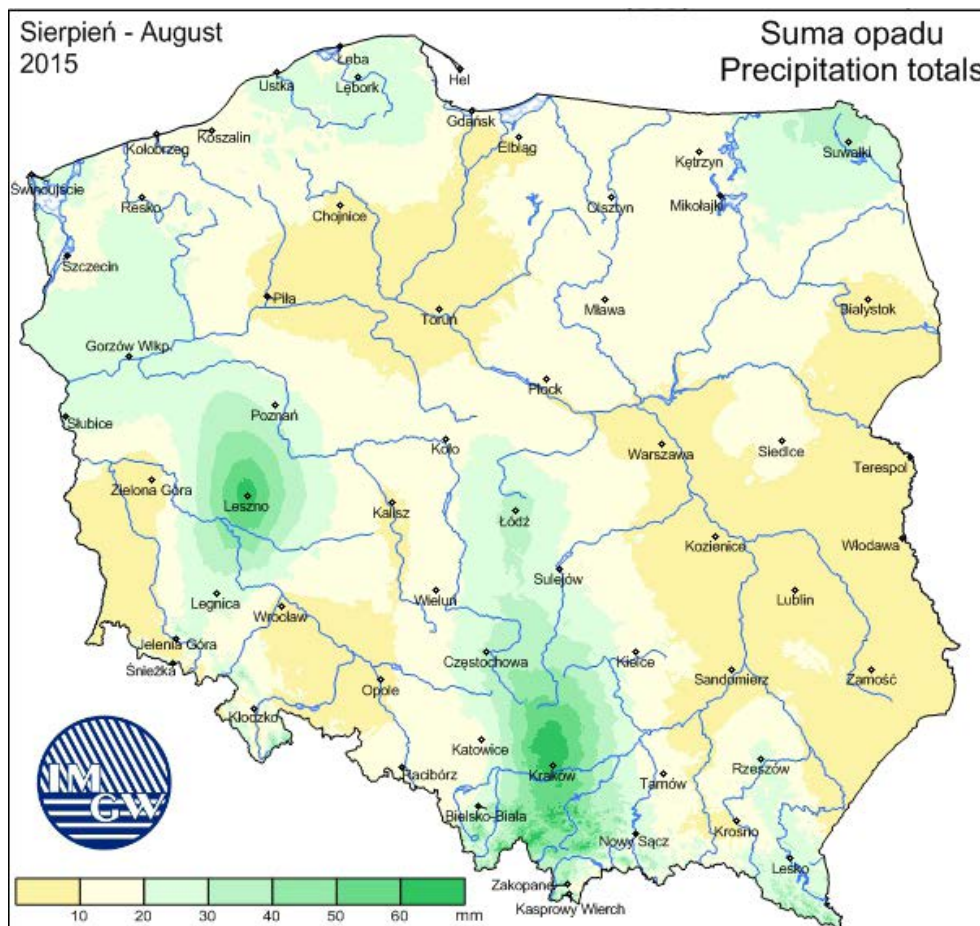 Sierpień - August
2015
Suma opadu
Precipitation totals
Łeba
Hel
Ustka
Lębork
Gdańsk
Koszalin
Kołobrzeg
Elbląg
Suwałki
Kętrzyn
Świnoujście
Resko
Chojnice
Olsztyn
Mikołajki
Szczecin
Piła
Toruń
Mława
Białystok
Gorzów Wlkp.
Płock
Słubice
Poznań
Koło
Warszawa
Siedlce
Terespol
Zielona Góra
Leszno
Kalisz
Łódź
Kozienice
Włodawa
Sulejów
Legnica
Wrocław
Wieluń
Lublin
Jelenia Góra
Śnieżka
Częstochowa
Kielce
Sandomierz
Zamość
Opole
Kłodzko
Katowice
Racibórz
Kraków
Tarnów
Rzeszów
Bielsko-Biała
Nowy Sącz
Krosno
Lesko
Zakopane
Kasprowy Wierch
IM
GW
10 20 30 40 50 60 mm